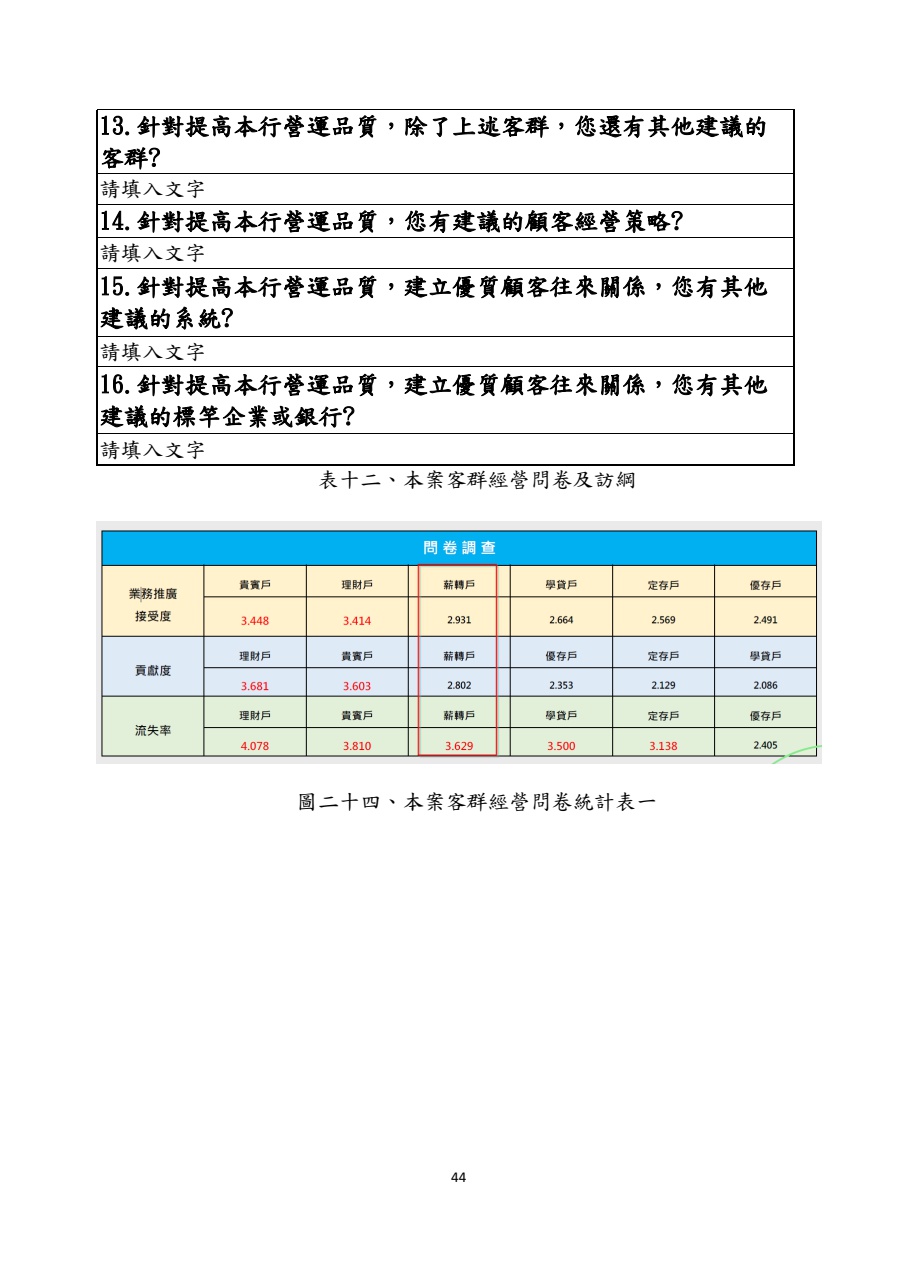 13.針對提高本行營運品質，除了上述客群，您還有其他建議的
客群?
請填入文字
14.針對提高本行營運品質，您有建議的顧客經營策略?
請填入文字
15.針對提高本行營運品質，建立優質顧客往來關係，您有其他
建議的系統?
請填入文字
16.針對提高本行營運品質，建立優質顧客往來關係，您有其他
建議的標竿企業或銀行?
請填入文字
表十二、本案客群經營問卷及訪綱
問卷調查
業務推廣
接受度
貴賓戶 理財戶 薪轉戶 學貸戶 定存戶 優存戶
3.448 3.414 2.931 2.664 2.569 2.491
貢獻度
理財戶 貴賓戶 薪轉戶 優存戶 定存戶 學貸戶
3.681 3.603 2.802 2.353 2.129 2.086
流失率
理財戶 貴賓戶 薪轉戶 學貸戶 定存戶 優存戶
4.078 3.810 3.629 3.500 3.138 2.405
圖二十四、本案客群經營問卷統計表一
44